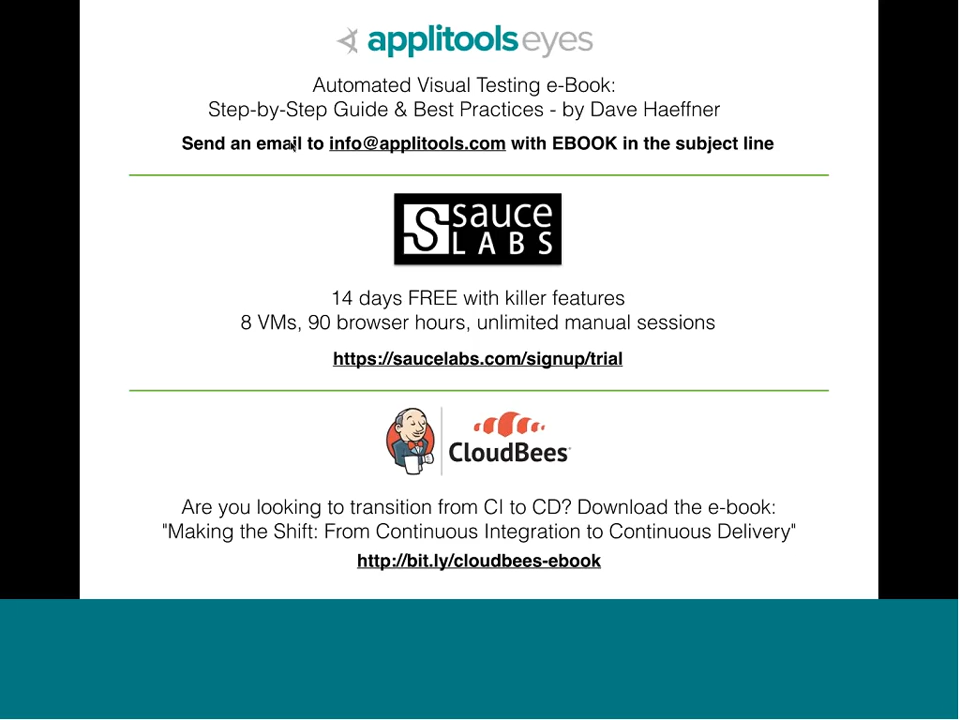 applitools eyes
Automated Visual Testing e-Book:
Step-by-Step Guide & Best Practices - by Dave Haeffner
Send an email to info@applitools.com with EBOOK in the subject line
sauce
LABS
14 days FREE with killer features
8 VMs, 90 browser hours, unlimited manual sessions
https://saucelabs.com/signup/trial
CloudBees
Are you looking to transition from CI to CD? Download the e-book:
"Making the Shift: From Continuous Integration to Continuous Delivery"
http://bit.ly/cloudbees-ebook